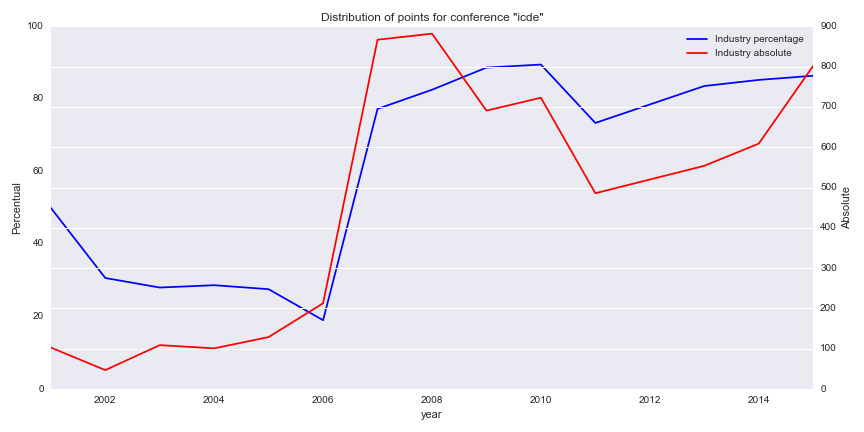 Distribution of points for conference "icde"
100
80
60
40
20
0
Percentual
900
800
700
600
500
400
300
200
100
0
Absolute
Industry percentage
Industry absolute
2002 2004 2006 2008 2010 2012 2014
year